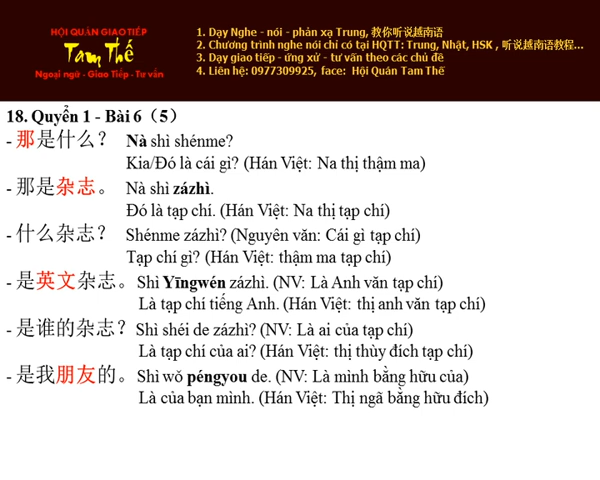 HỘI QUÁN GIAO TIẾP
Tam Thế
Ngoại ngữ - Giao Tiếp - Tư vấn
1. Dạy Nghe - nói - phản xạ Trung, 教你听说越南语
2. Chương trình nghe nói chỉ có tại HQTT: Trung, Nhật, HSK , 听说越南语教程...
3. Dạy giao tiếp - ứng xử - tư vấn theo các chủ đề
4. Liên hệ: 0977309925, face: Hội Quán Tam Thế
18. Quyển 1 - Bài 6（5）
- 那是什么？ Nà shì shénme?
Kia/Đó là cái gì? (Hán Việt: Na thị thậm ma)
- 那是杂志。 Nà shì zázhì.
Đó là tạp chí. (Hán Việt: Na thị tạp chí)
- 什么杂志？ Shénme zázhì? (Nguyên văn: Cái gì tạp chí)
Tạp chí gì? (Hán Việt: thậm ma tạp chí)
- 是英文杂志。Shì Yīngwén zázhì. (NV: Là Anh văn tạp chí)
Là tạp chí tiếng Anh. (Hán Việt: thị anh văn tạp chí)
- 是谁的杂志？Shì shéi de zázhì? (NV: Là ai của tạp chí)
Là tạp chí của ai? (Hán Việt: thị thùy đích tạp chí)
- 是我朋友的。Shì wǒ péngyou de. (NV: Là mình bằng hữu của)
Là của bạn mình. (Hán Việt: Thị ngã bằng hữu đích)